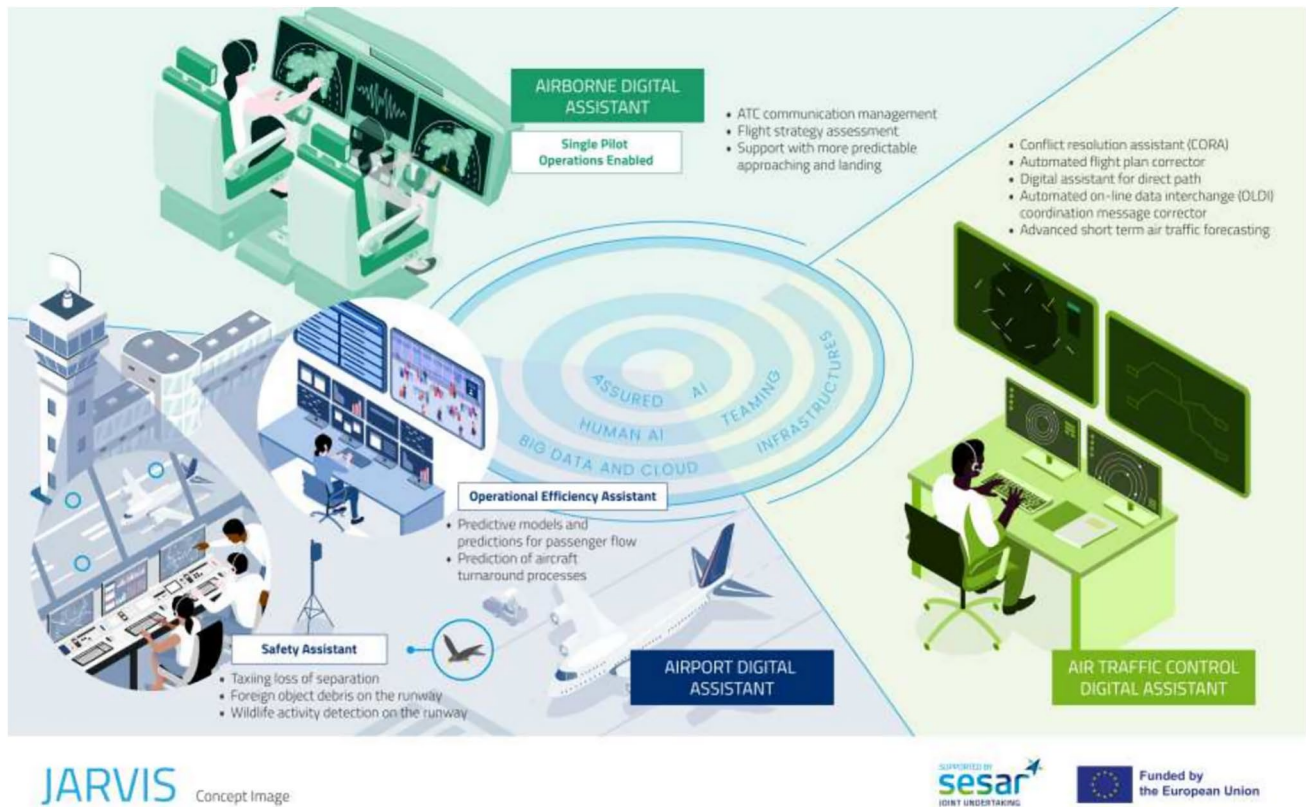 AIRBORNE DIGITAL
ASSISTANT
Single Pilot
Operations Enabled
• ATC communication management
• Flight strategy assessment
• Support with more predictable
approaching and landing
• Conflict resolution assistant (CORA)
• Automated flight plan corrector
• Digital assistant for direct path
• Automated on-line data interchange (OLDI)
coordination message corrector
• Advanced short term air traffic forecasting
ASSURED AI
HUMAN AI TEAMING
BIG DATA AND CLOUD INFRASTRUCTURES
Operational Efficiency Assistant
• Predictive models and
predictions for passenger flow
• Prediction of aircraft
turnaround processes
Safety Assistant
• Taxiing loss of separation
• Foreign object debris on the runway
• Wildlife activity detection on the runway
AIRPORT DIGITAL
ASSISTANT
AIR TRAFFIC CONTROL
DIGITAL ASSISTANT
JARVIS Concept Image
SUPPORTED BY
sesar
JOINT UNDERTAKING
Funded by
the European Union